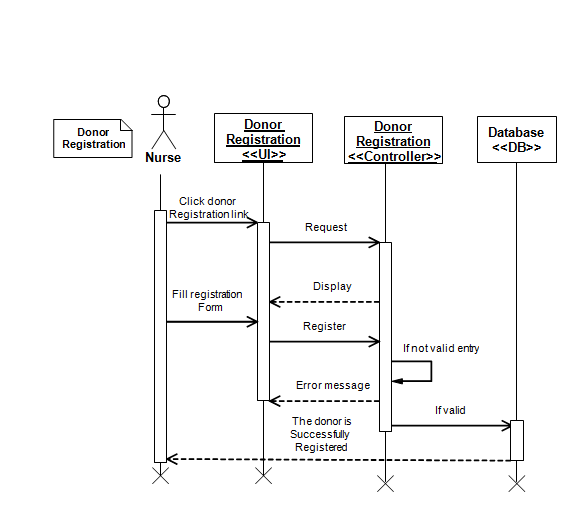 Donor
Registration
Nurse
Donor
Registration
<<UI>>
Donor
Registration
<<Controller>>
Database
<<DB>>
Click donor
Registration link
Request
Display
Fill registration
Form
Register
If not valid entry
Error message
If valid
The donor is
Successfully
Registered